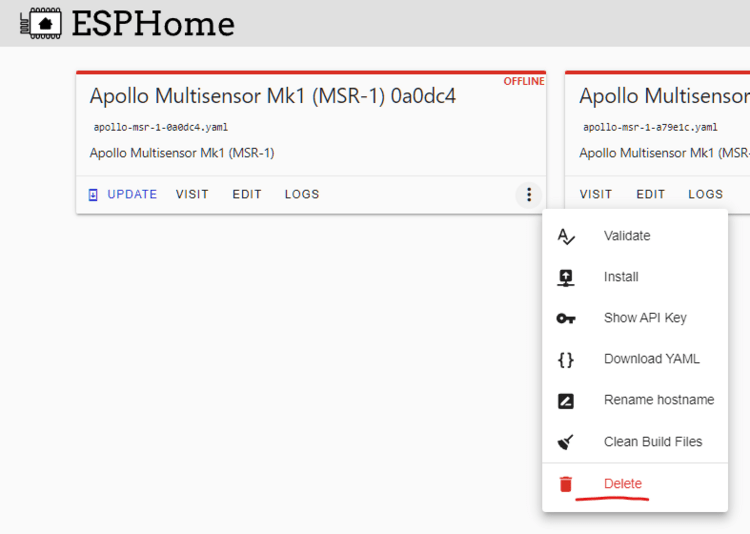 ESPHome
OFFLINE
Apollo Multisensor Mk1 (MSR-1) 0a0dc4
apollo-msr-1-0a0dc4.yaml
Apollo Multisensor Mk1 (MSR-1)
UPDATE VISIT EDIT LOGS
Apollo Multisensor
apollo-msr-1-a79e1c.yaml
Apollo Multisensor Mk1 (MSR-
VISIT EDIT LOGS
Validate
Install
Show API Key
Download YAML
Rename hostname
Clean Build Files
Delete